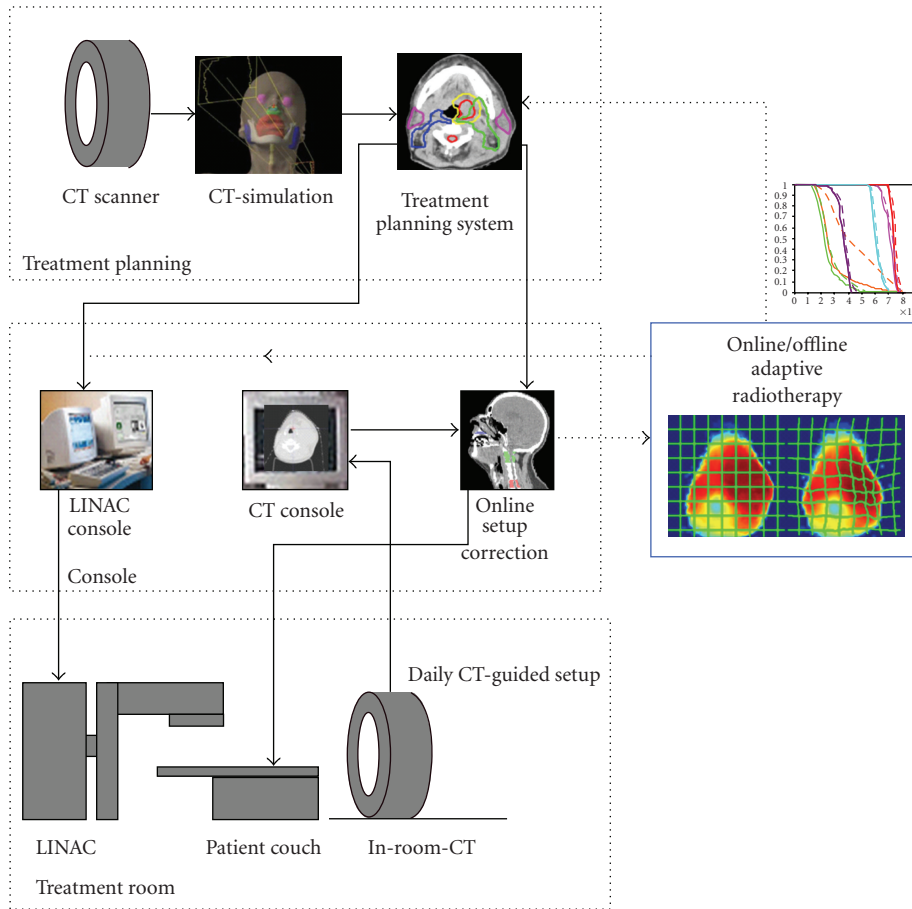 CT scanner
CT-simulation
Treatment
planning system
Treatment planning
1
0.9
0.8
0.7
0.6
0.5
0.4
0.3
0.2
0.1
0
0 1 2 3 4 5 6 7 8
×1
Online/offline
adaptive
radiotherapy
LINAC
console
CT console
Online
setup
correction
Console
Daily CT-guided setup
LINAC
Patient couch
In-room-CT
Treatment room